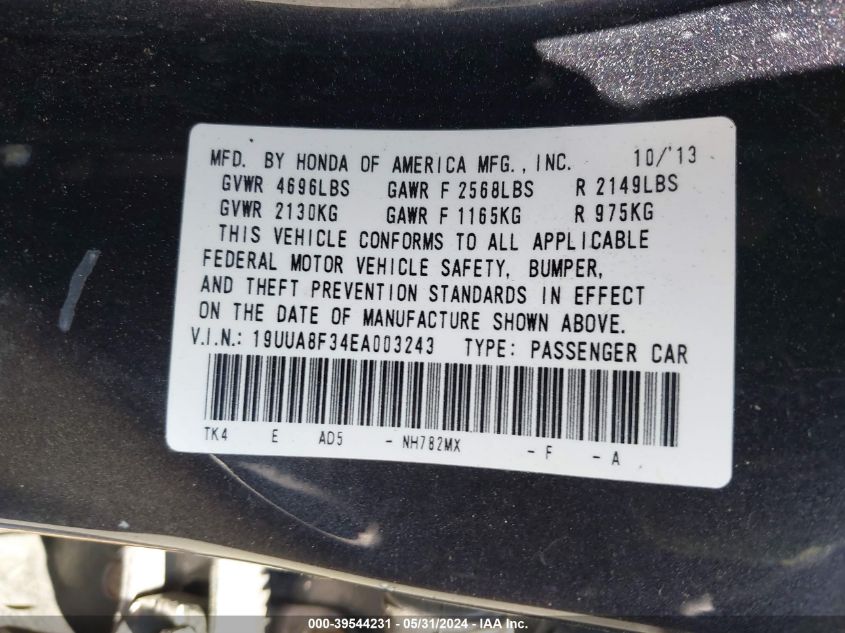 MFD. BY HONDA OF AMERICA MFG., INC. 10/'13
GVWR 4696LBS GAWR F 2568LBS R 2149LBS
GVWR 2130KG GAWR F 1165KG R 975KG
THIS VEHICLE CONFORMS TO ALL APPLICABLE
FEDERAL MOTOR VEHICLE SAFETY, BUMPER,
AND THEFT PREVENTION STANDARDS IN EFFECT
ON THE DATE OF MANUFACTURE SHOWN ABOVE.
V.I.N.: 19UUA8F34EA003243 TYPE: PASSENGER CAR
TK4 E AD5 - NH782MX - F - A
000-39544231 - 05/31/2024 - IAA Inc.